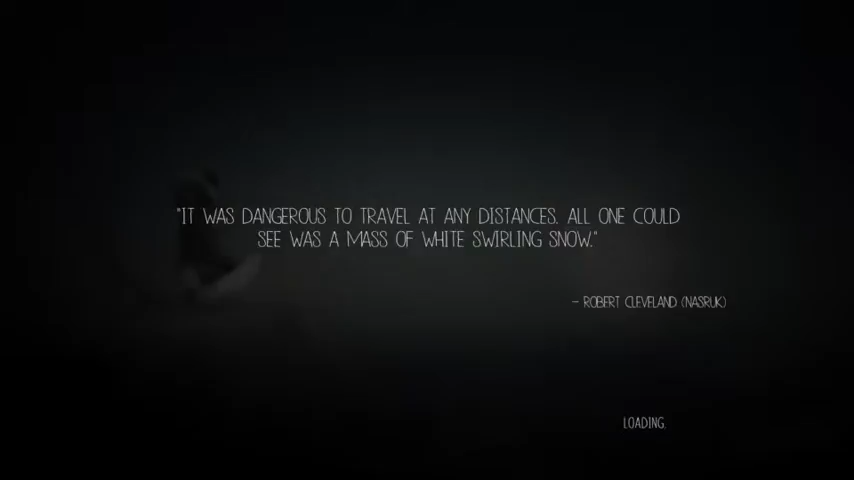 "IT WAS DANGEROUS TO TRAVEL AT ANY DISTANCES. ALL ONE COULD
SEE WAS A MASS OF WHITE SWIRLING SNOW."
- ROBERT CLEVELAND (NASRUK)
LOADING.